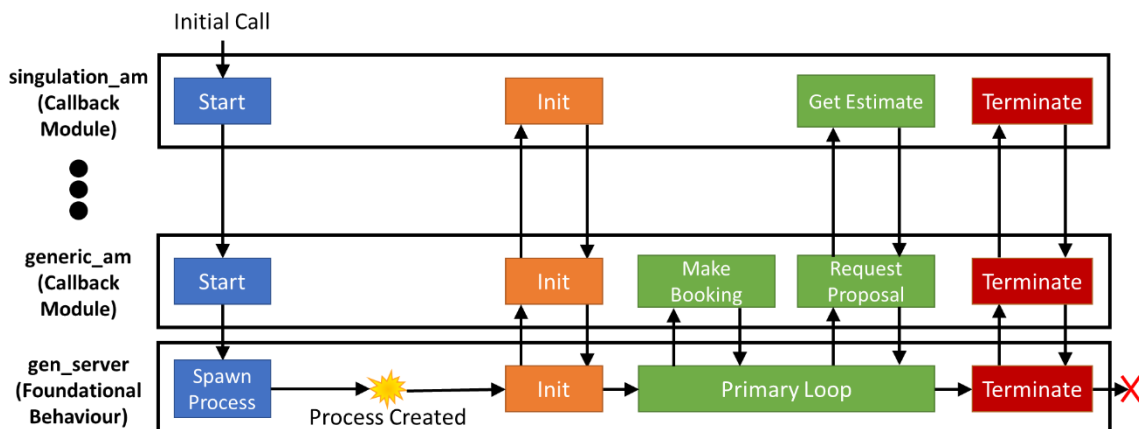 Initial Call
singulation_am
(Callback
Module)
Start
Init
Get Estimate
Terminate
generic_am
(Callback
Module)
Start
Init
Make
Booking
Request
Proposal
Terminate
gen_server
(Foundational
Behaviour)
Spawn
Process
Process Created
Init
Primary Loop
Terminate